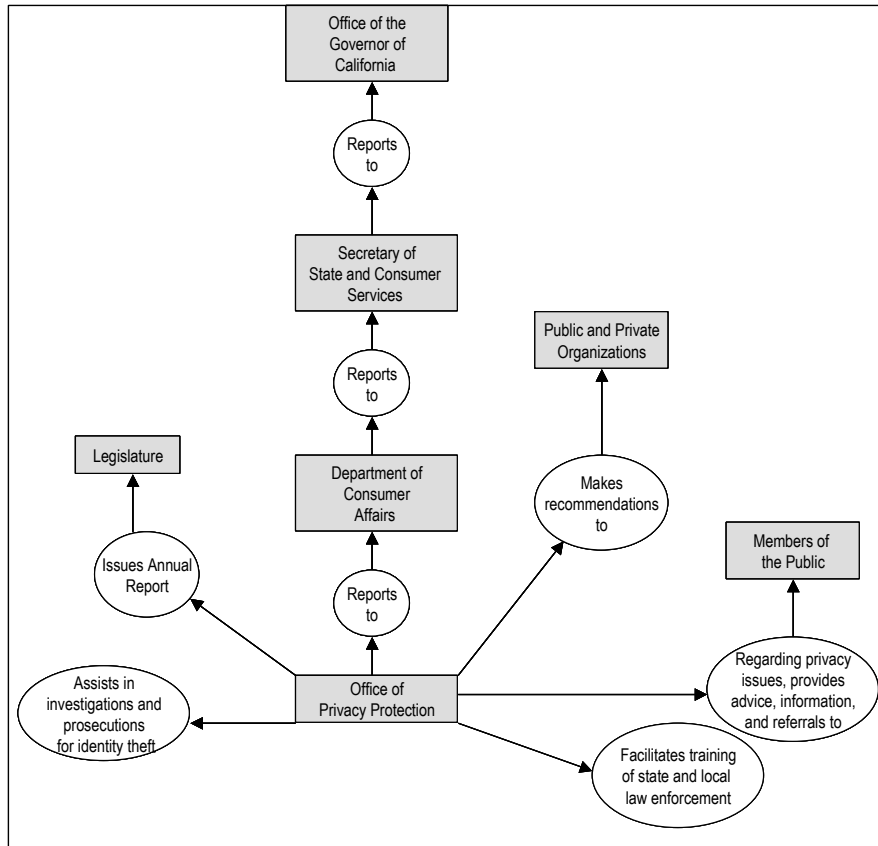 Office of the
Governor of
California
Reports
to
Secretary of
State and Consumer
Services
Public and Private
Organizations
Reports
to
Legislature
Department of
Consumer
Affairs
Makes
recommendations
to
Members of
the Public
Issues Annual
Report
Reports
to
Regarding privacy
issues, provides
advice, information,
and referrals to
Assists in
investigations and
prosecutions
for identity theft
Office of
Privacy Protection
Facilitates training
of state and local
law enforcement